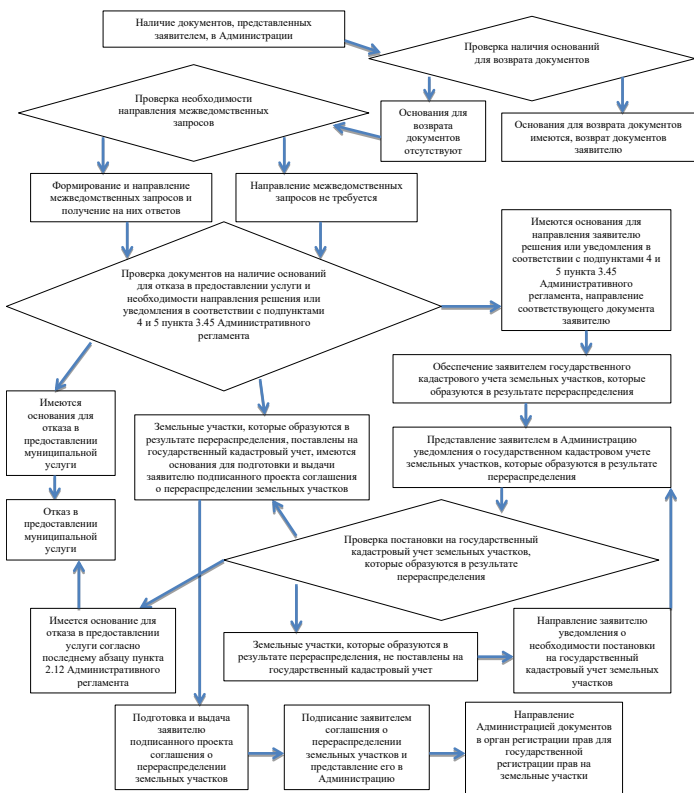 Наличие документов, представленных
заявителем, в Администрации
Проверка наличия оснований
для возврата документов
Проверка необходимости
направления межведомственных
запросов
Основания для
возврата
документов
отсутствуют
Основания для возврата документов
имеются, возврат документов
заявителю
Формирование и направление
межведомственных запросов и
получение на них ответов
Направление межведомственных
запросов не требуется
Имеются основания для
направления заявителю
решения или уведомления в
соответствии с подпунктами 4 и
5 пункта 3.45
Административного
регламента, направление
соответствующего документа
заявителю
Проверка документов на наличие оснований
для отказа в предоставлении услуги и
необходимости направления решения или
уведомления в соответствии с подпунктами
4 и 5 пункта 3.45 Административного
регламента
Обеспечение заявителем государственного
кадастрового учета земельных участков, которые
образуются в результате перераспределения
Имеются
основания для
отказа в
предоставлении
муниципальной
услуги
Земельные участки, которые образуются в
результате перераспределения, поставлены на
государственный кадастровый учет, имеются
основания для подготовки и выдачи
заявителю подписанного проекта соглашения
о перераспределении земельных участков
Представление заявителем в Администрацию
уведомления о государственном кадастровом учете
земельных участков, которые образуются в результате
перераспределения
Отказ в
предоставлении
муниципальной
услуги
Проверка постановки на государственный
кадастровый учет земельных участков,
которые образуются в результате
перераспределения
Имеется основание для
отказа в предоставлении
услуги согласно
последнему абзацу пункта
2.12 Административного
регламента
Земельные участки, которые образуются в
результате перераспределения, не поставлены на
государственный кадастровый учет
Направление заявителю
уведомления о
необходимости постановки
на государственный
кадастровый учет земельных
участков
Подготовка и выдача
заявителю
подписанного проекта
соглашения о
перераспределении
земельных участков
Подписание заявителем
соглашения о
перераспределении
земельных участков и
представление его в
Администрацию
Направление
Администрацией документов
в орган регистрации прав для
государственной
регистрации прав на
земельные участки